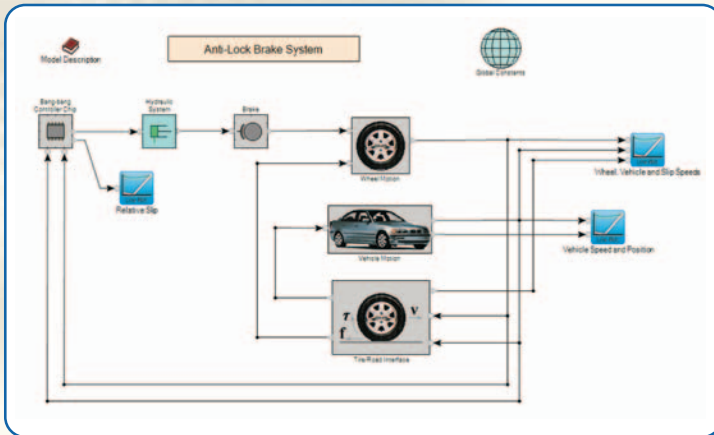 Anti-Lock Brake System
Model Description
Global Constants
Bang-bang
Controller Chip
Hydraulic
System
Brake
Wheel Motion
Wheel, Vehicle and Slip Speeds
Relative Slip
Vehicle Motion
Vehicle Speed and Position
τ
v
f
Tire/Road Interface